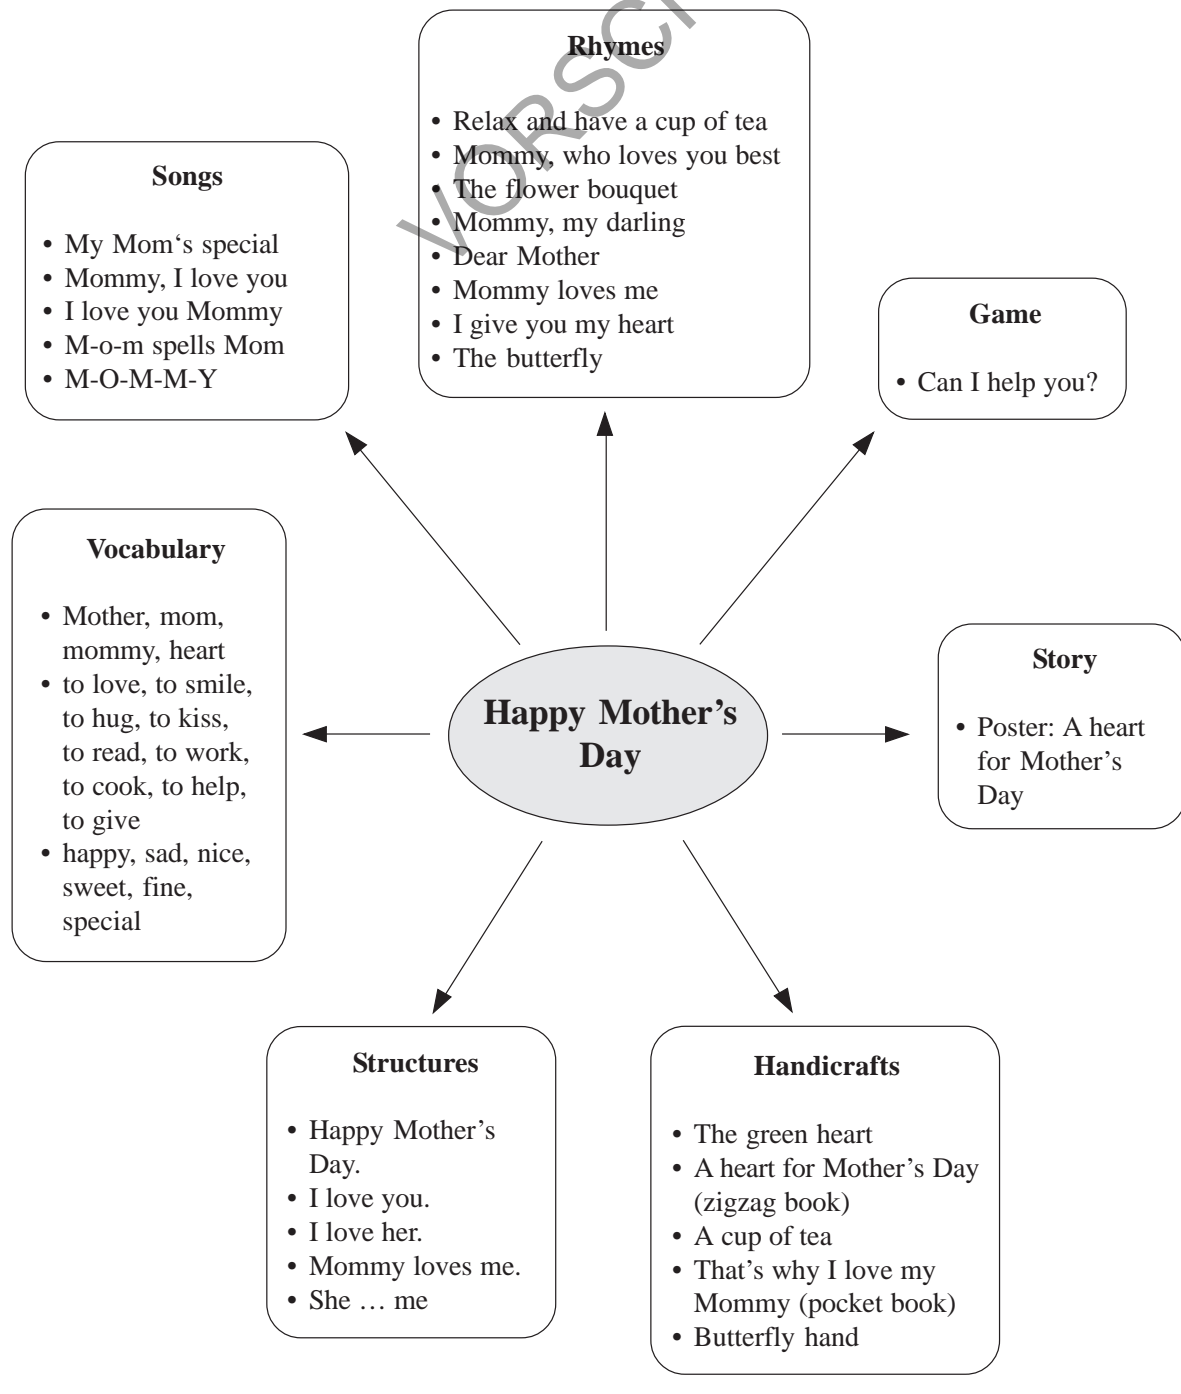 Rhymes
• Relax and have a cup of tea
• Mommy, who loves you best
• The flower bouquet
• Mommy, my darling
• Dear Mother
• Mommy loves me
• I give you my heart
• The butterfly
Songs
• My Mom‘s special
• Mommy, I love you
• I love you Mommy
• M-o-m spells Mom
• M-O-M-M-Y
Game
• Can I help you?
Vocabulary
• Mother, mom,
mommy, heart
• to love, to smile,
to hug, to kiss,
to read, to work,
to cook, to help,
to give
• happy, sad, nice,
sweet, fine,
special
Happy Mother’s
Day
Story
• Poster: A heart
for Mother’s
Day
Structures
• Happy Mother’s
Day.
• I love you.
• I love her.
• Mommy loves me.
• She … me
Handicrafts
• The green heart
• A heart for Mother’s Day
(zigzag book)
• A cup of tea
• That’s why I love my
Mommy (pocket book)
• Butterfly hand